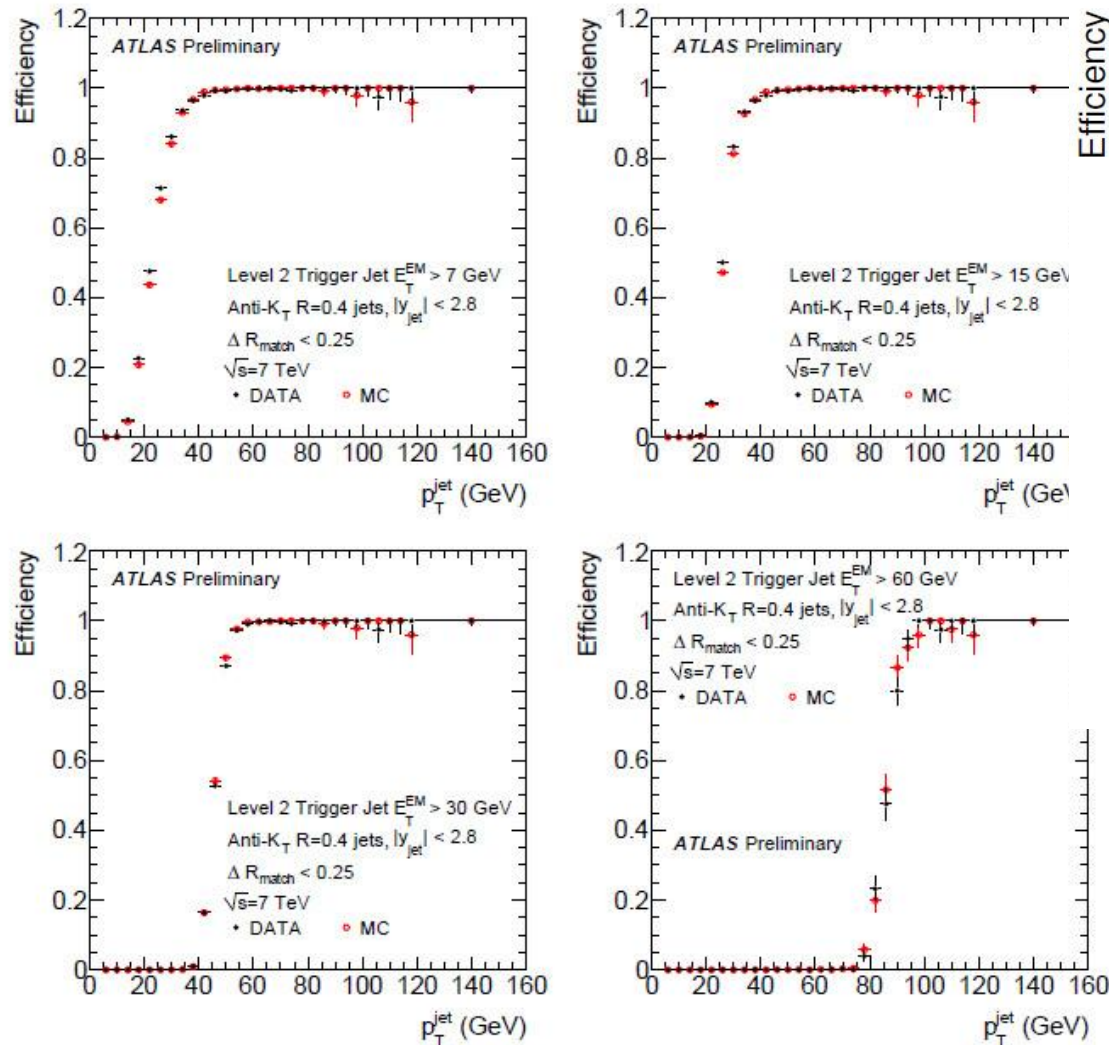 Efficiency
1.2
1
0.8
0.6
0.4
0.2
0
ATLAS Preliminary
Level 2 Trigger Jet E_T^EM > 7 GeV
Anti-K_T R=0.4 jets, |y_jet| < 2.8
Δ R_match < 0.25
√s=7 TeV
DATA MC
0 20 40 60 80 100 120 140 160
p_T^jet (GeV)
Efficiency
1.2
1
0.8
0.6
0.4
0.2
0
ATLAS Preliminary
Level 2 Trigger Jet E_T^EM > 15 GeV
Anti-K_T R=0.4 jets, |y_jet| < 2.8
Δ R_match < 0.25
√s=7 TeV
DATA MC
0 20 40 60 80 100 120 140 160
p_T^jet (GeV
Efficiency
Efficiency
1.2
1
0.8
0.6
0.4
0.2
0
ATLAS Preliminary
Level 2 Trigger Jet E_T^EM > 30 GeV
Anti-K_T R=0.4 jets, |y_jet| < 2.8
Δ R_match < 0.25
√s=7 TeV
DATA MC
0 20 40 60 80 100 120 140 160
p_T^jet (GeV)
Efficiency
1.2
1
0.8
0.6
0.4
0.2
0
Level 2 Trigger Jet E_T^EM > 60 GeV
Anti-K_T R=0.4 jets, |y_jet| < 2.8
Δ R_match < 0.25
√s=7 TeV
DATA MC
ATLAS Preliminary
0 20 40 60 80 100 120 140 160
p_T^jet (GeV)